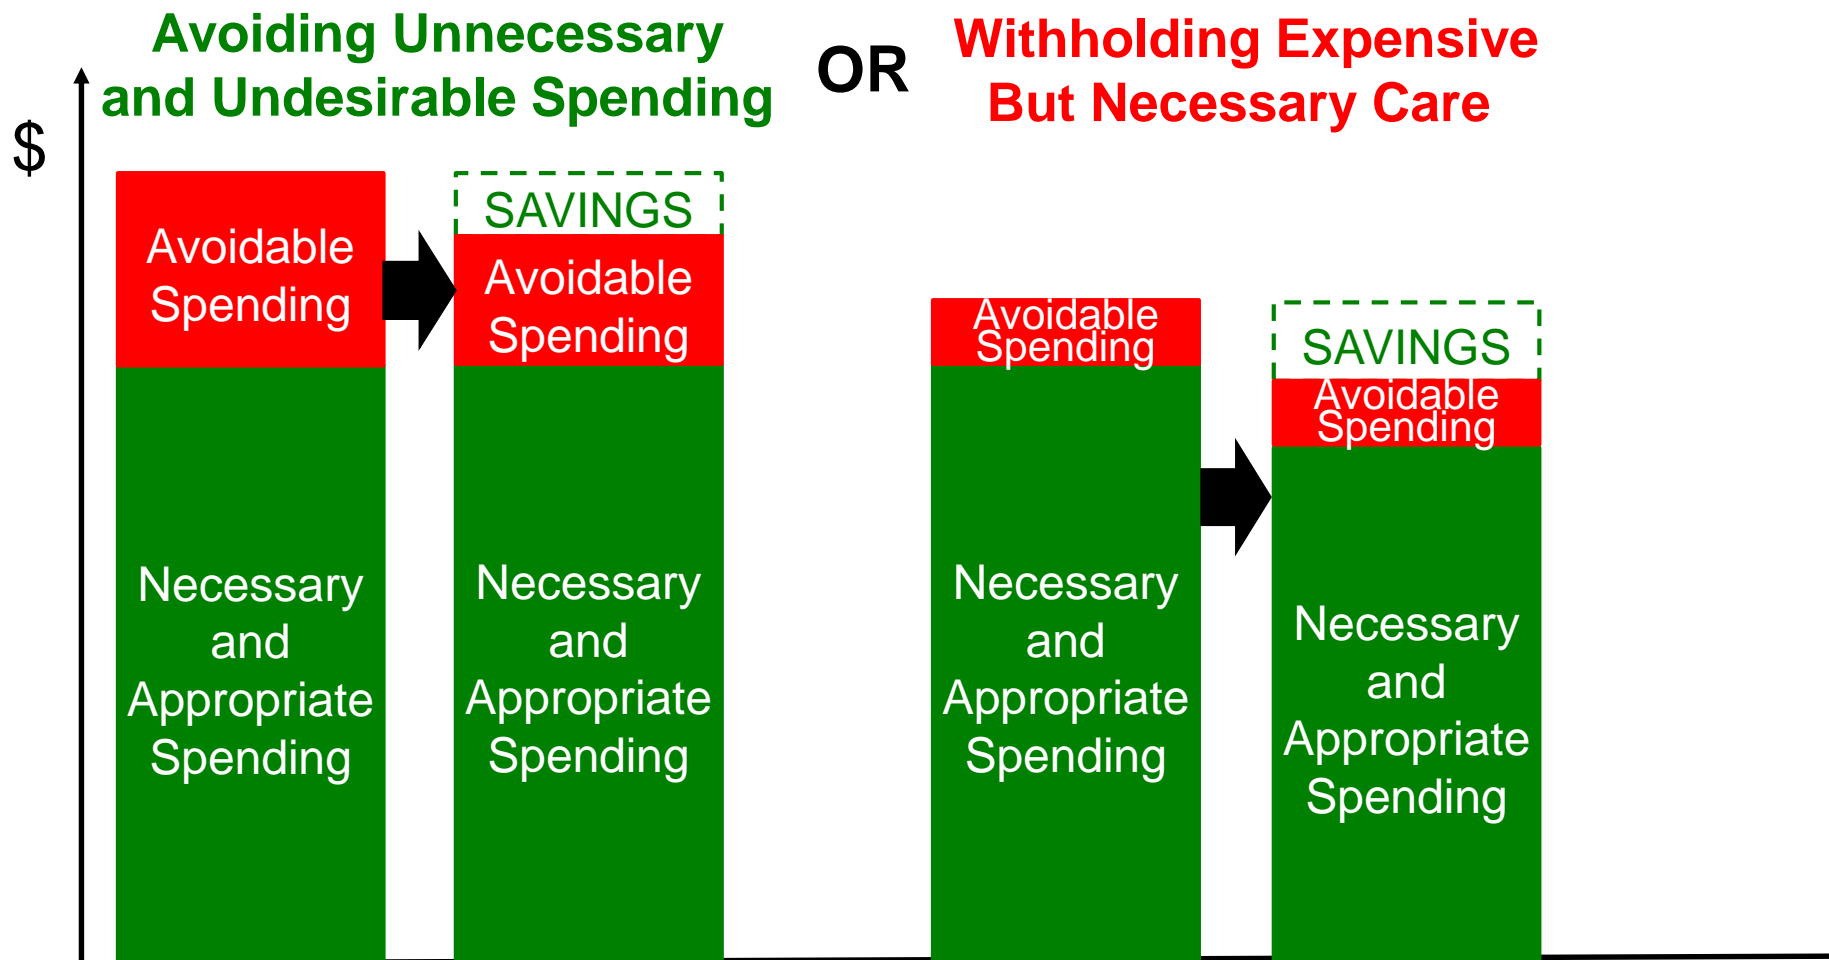 Avoiding Unnecessary
and Undesirable Spending
OR
Withholding Expensive
But Necessary Care
$
Avoidable
Spending
Necessary
and
Appropriate
Spending
SAVINGS
Avoidable
Spending
Necessary
and
Appropriate
Spending
Avoidable
Spending
Necessary
and
Appropriate
Spending
SAVINGS
Avoidable
Spending
Necessary
and
Appropriate
Spending